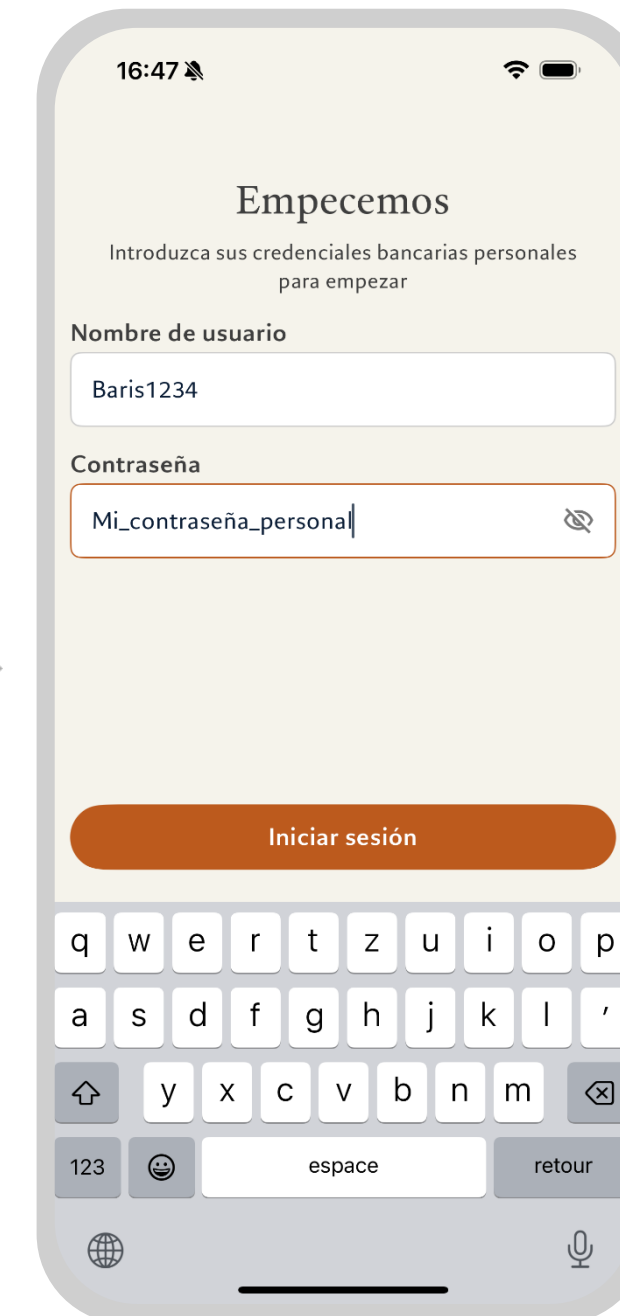 16:47
Empecemos
Introduzca sus credenciales bancarias personales
para empezar
Nombre de usuario
Baris1234
Contraseña
Mi_contraseña_personal
Iniciar sesión
q w e r t z u i o p
a s d f g h j k l ′
y x c v b n m
123 espace retour